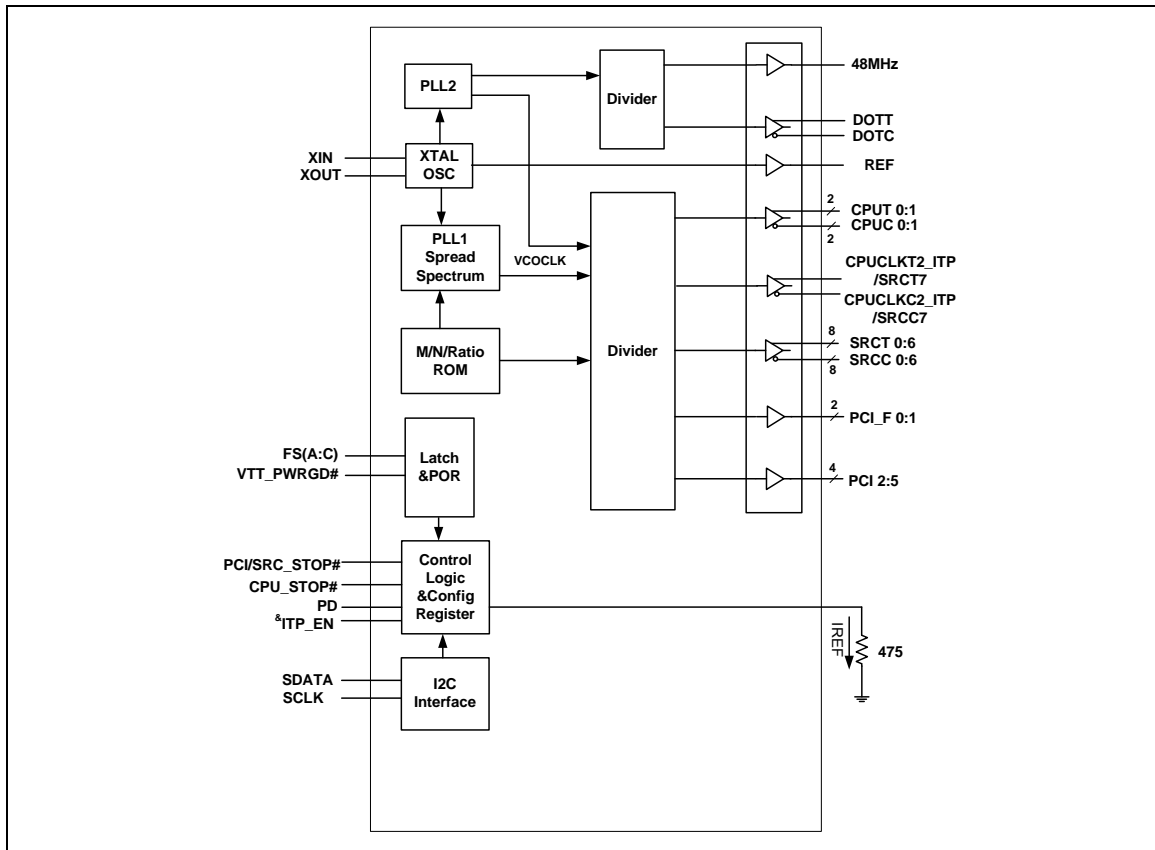 PLL2
Divider
48MHz
DOTT
DOTC
XIN
XOUT
XTAL
OSC
REF
2
CPUT 0:1
CPUC 0:1
2
PLL1
Spread
Spectrum
VCOCLK
CPUCLKT2_ITP
/SRCT7
CPUCLKC2_ITP
/SRCC7
M/N/Ratio
ROM
Divider
8
SRCT 0:6
SRCC 0:6
8
2
PCI_F 0:1
FS(A:C)
VTT_PWRGD#
Latch
&POR
4
PCI 2:5
PCI/SRC_STOP#
CPU_STOP#
PD
&ITP_EN
Control
Logic
&Config
Register
IREF
475
SDATA
SCLK
I2C
Interface